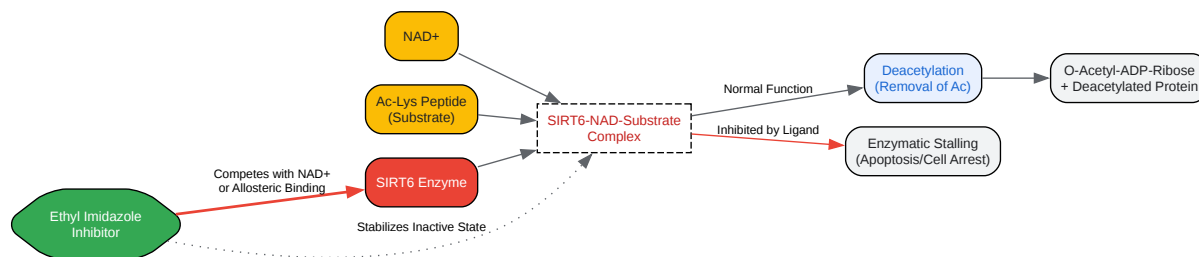 NAD+
Ac-Lys Peptide
(Substrate)
SIRT6-NAD-Substrate
Complex
Normal Function
Deacetylation
(Removal of Ac)
O-Acetyl-ADP-Ribose
+ Deacetylated Protein
Inhibited by Ligand
Enzymatic Stalling
(Apoptosis/Cell Arrest)
Competes with NAD+
or Allosteric Binding
SIRT6 Enzyme
Ethyl Imidazole
Inhibitor
Stabilizes Inactive State